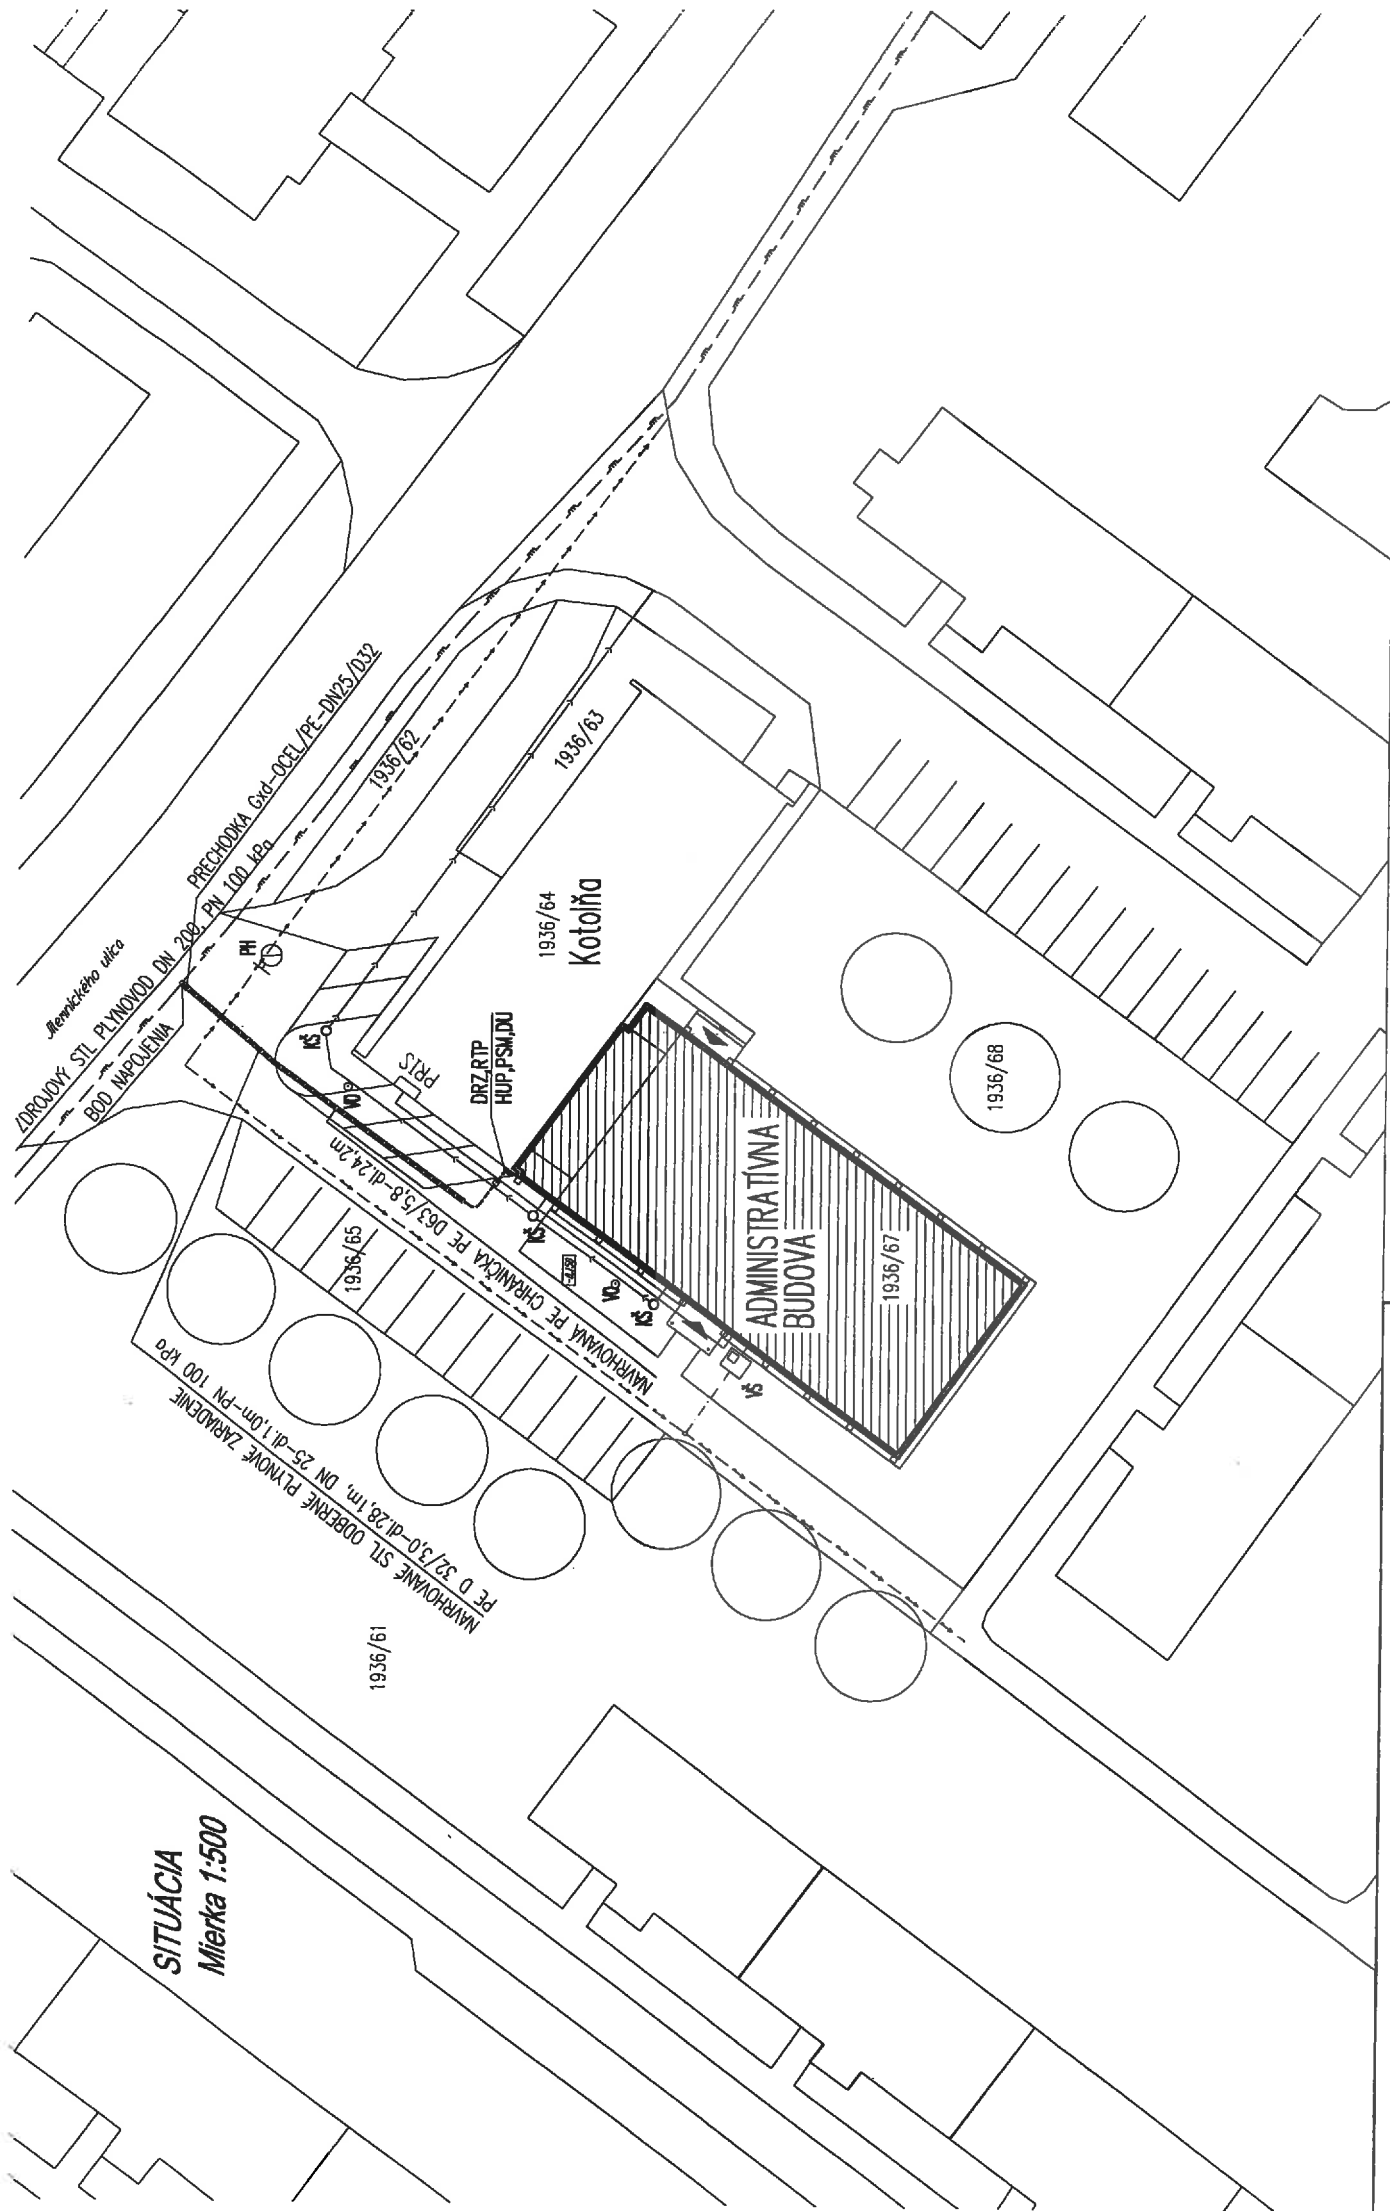 SITUÁCIA
Mierka 1:500
ZDROJOVÝ STL PLYNOVOD DN 200, PN 100 kPa
BOD NAPOJENIA
PRECHODKA Gxd-OCEL/PE-DN25/D32
PH
1936/62
1936/63
1936/64
Kotolňa
KŠ
VO
PRIS
DRZ,RTP
HUP,PSM,DU
NAVRHOVANÁ PE CHRÁNIČKA PE D63/5,8-dl.24,2m
1936/65
KŠ
VO
KŠ
VŠ
ADMINISTRATÍVNA
BUDOVA
1936/67
1936/68
NAVRHOVANÉ STL ODBERNÉ PLYNOVÉ ZARIADENIE
PE D 32/3,0-dl.28,1m, DN 25-dl.1,0m-PN 100 kPa
1936/61
ulica